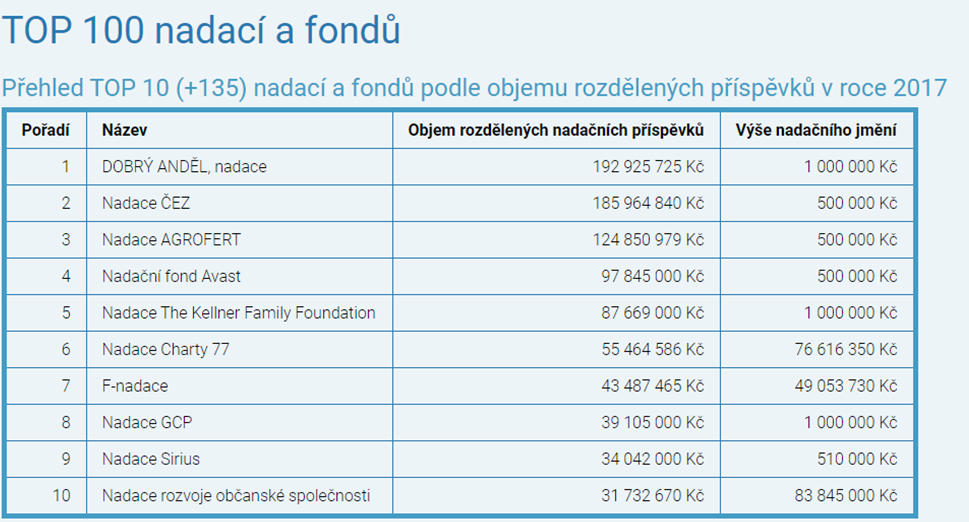 TOP 100 nadací a fondů
Přehled TOP 10 (+135) nadací a fondů podle objemu rozdělených příspěvků v roce 2017
Pořadí Název Objem rozdělených nadačních příspěvků Výše nadačního jmění
1 DOBRÝ ANDĚL, nadace 192 925 725 Kč 1 000 000 Kč
2 Nadace ČEZ 185 964 840 Kč 500 000 Kč
3 Nadace AGROFERT 124 850 979 Kč 500 000 Kč
4 Nadační fond Avast 97 845 000 Kč 500 000 Kč
5 Nadace The Kellner Family Foundation 87 669 000 Kč 1 000 000 Kč
6 Nadace Charty 77 55 464 586 Kč 76 616 350 Kč
7 F-nadace 43 487 465 Kč 49 053 730 Kč
8 Nadace GCP 39 105 000 Kč 1 000 000 Kč
9 Nadace Sirius 34 042 000 Kč 510 000 Kč
10 Nadace rozvoje občanské společnosti 31 732 670 Kč 83 845 000 Kč